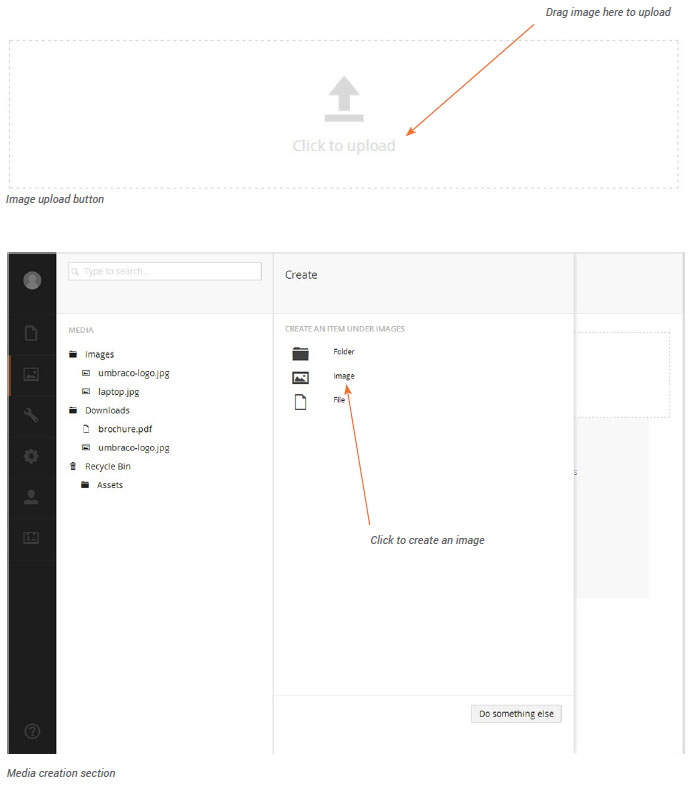 Drag image here to upload
Click to upload
Image upload button
Type to search...
Create
MEDIA
CREATE AN ITEM UNDER IMAGES
Images
Folder
umbraco-logo.jpg
Image
laptop.jpg
File
Downloads
brochure.pdf
umbraco-logo.jpg
Recycle Bin
Assets
Click to create an image
Do something else
Media creation section